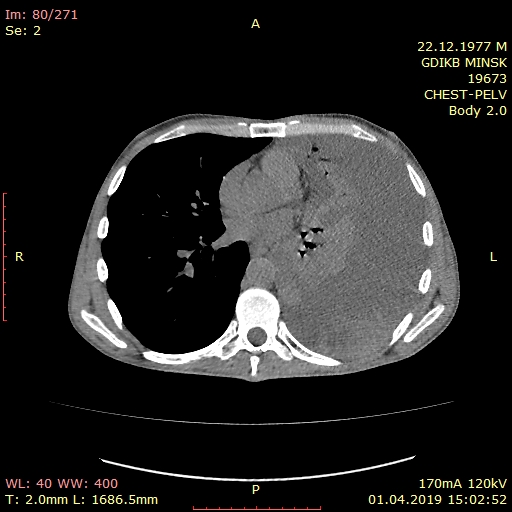 Im: 80/271
Se: 2
A
22.12.1977 M
GDIKB MINSK
19673
CHEST-PELV
Body 2.0
R
L
WL: 40 WW: 400
T: 2.0mm L: 1686.5mm
P
170mA 120kV
01.04.2019 15:02:52